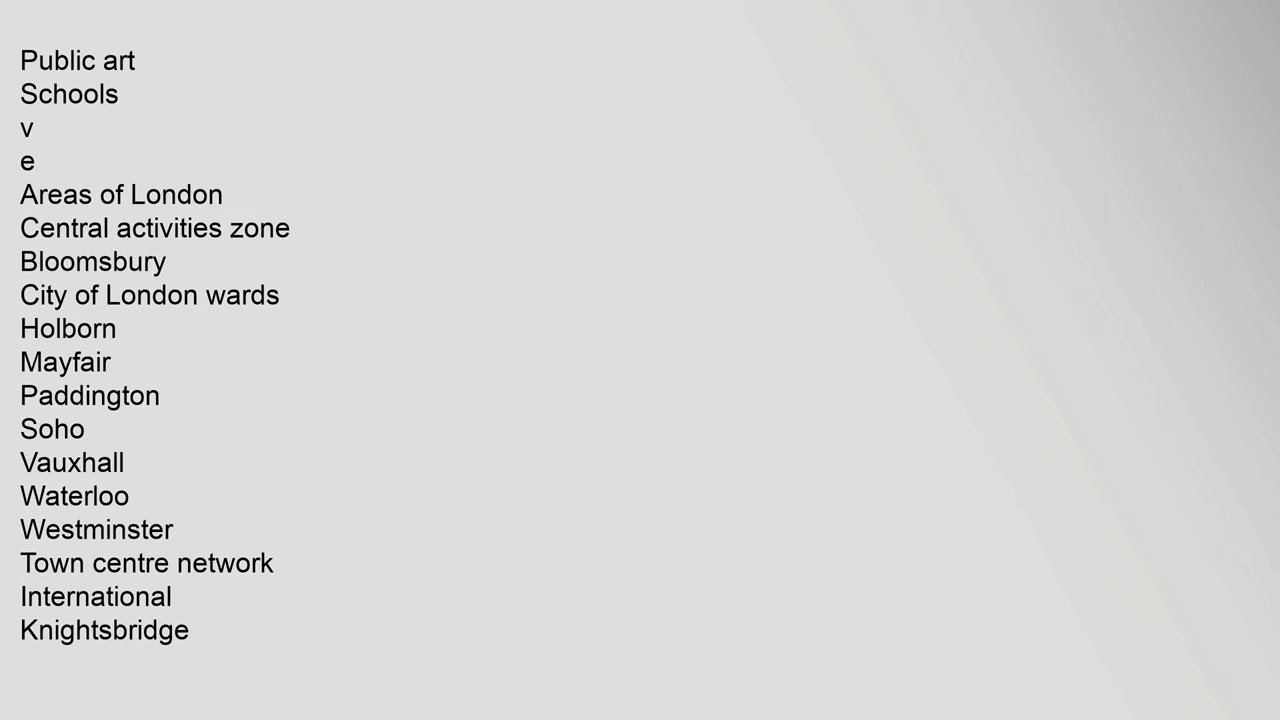 Public art
Schools
v
e
Areas of London
Central activities zone
Bloomsbury
City of London wards
Holborn
Mayfair
Paddington
Soho
Vauxhall
Waterloo
Westminster
Town centre network
International
Knightsbridge